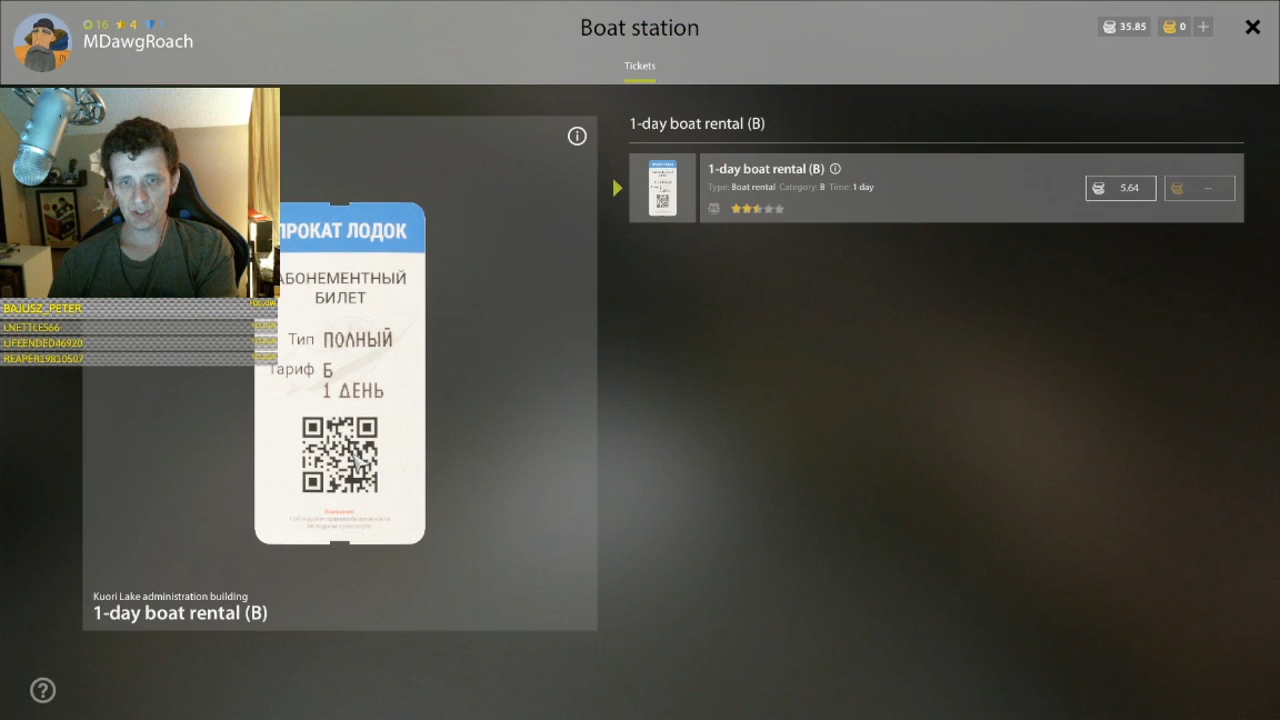 16 4
MDawgRoach
Boat station
35.85
0
Tickets
BAJUSZ_PETER
LNETTLES66
LIFEENDED46920
REAPER19810507
ПРОКАТ ЛОДОК
АБОНЕМЕНТНЫЙ
БИЛЕТ
Тип ПОЛНЫЙ
Тариф Б
1 ДЕНЬ
Kuori Lake administration building
1-day boat rental (B)
1-day boat rental (B)
1-day boat rental (B)
Type: Boat rental Category: B Time: 1 day
5.64
--
?